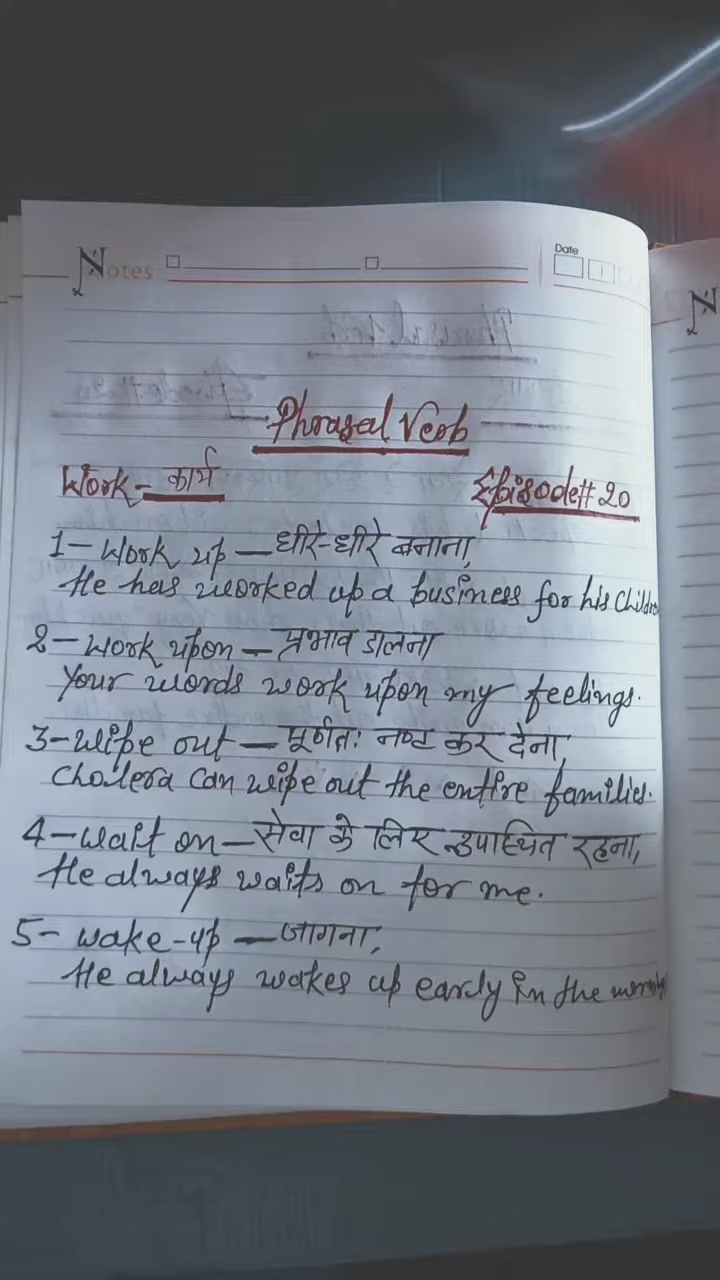 Notes
Date
Phrasal Verb
Work - कार्य
Episode # 20
1 - Work up - धीरे-धीरे बनाना,
He has worked up a business for his Childre
2 - Work upon - प्रभाव डालना
Your words work upon my feelings.
3 - wipe out - पूर्णतः नष्ट कर देना,
Cholera can wipe out the entire families.
4 - wait on - सेवा के लिए उपस्थित रहना,
He always waits on for me.
5 - wake-up - जागना,
He always wakes up early in the morning
N